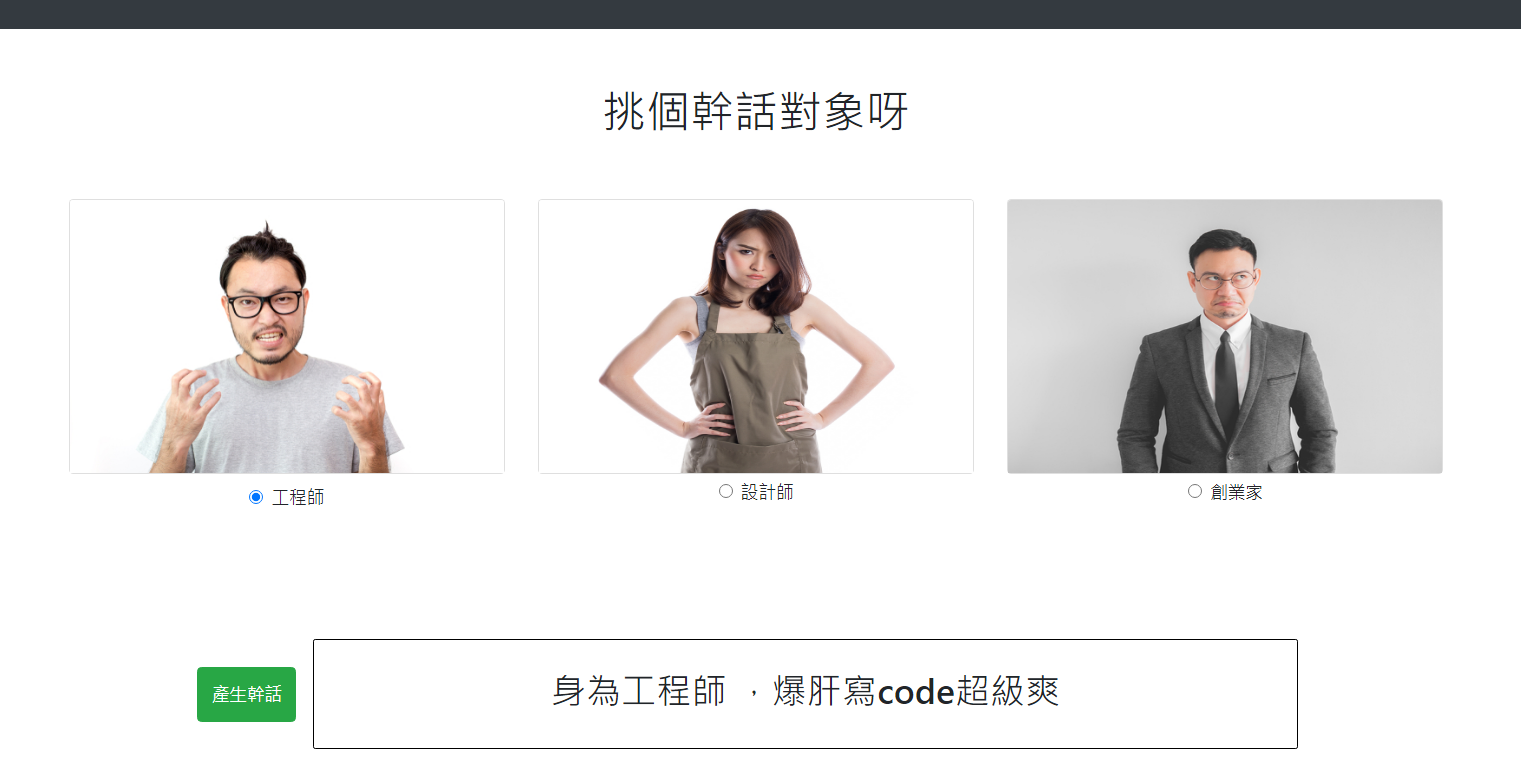 挑個幹話對象呀
工程師
設計師
創業家
產生幹話
身為工程師 ，爆肝寫code超級爽